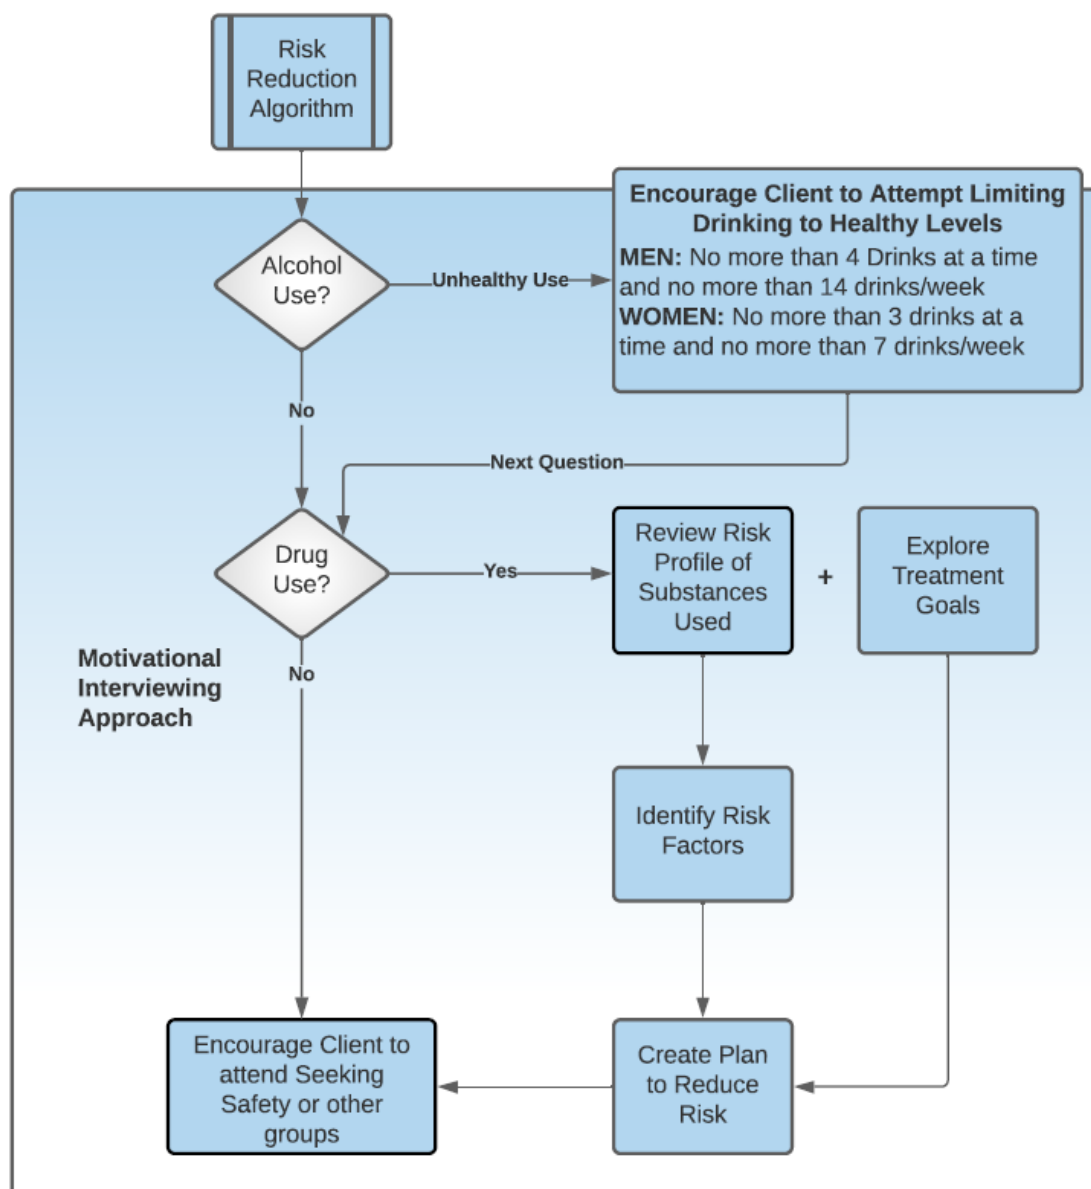 Risk
Reduction
Algorithm
Encourage Client to Attempt Limiting
Drinking to Healthy Levels
MEN: No more than 4 Drinks at a time
and no more than 14 drinks/week
WOMEN: No more than 3 drinks at a
time and no more than 7 drinks/week
Alcohol
Use?
Unhealthy Use
No
Next Question
Drug
Use?
Yes
Review Risk
Profile of
Substances
Used
+
Explore
Treatment
Goals
No
Motivational
Interviewing
Approach
Identify Risk
Factors
Encourage Client to
attend Seeking
Safety or other
groups
Create Plan
to Reduce
Risk